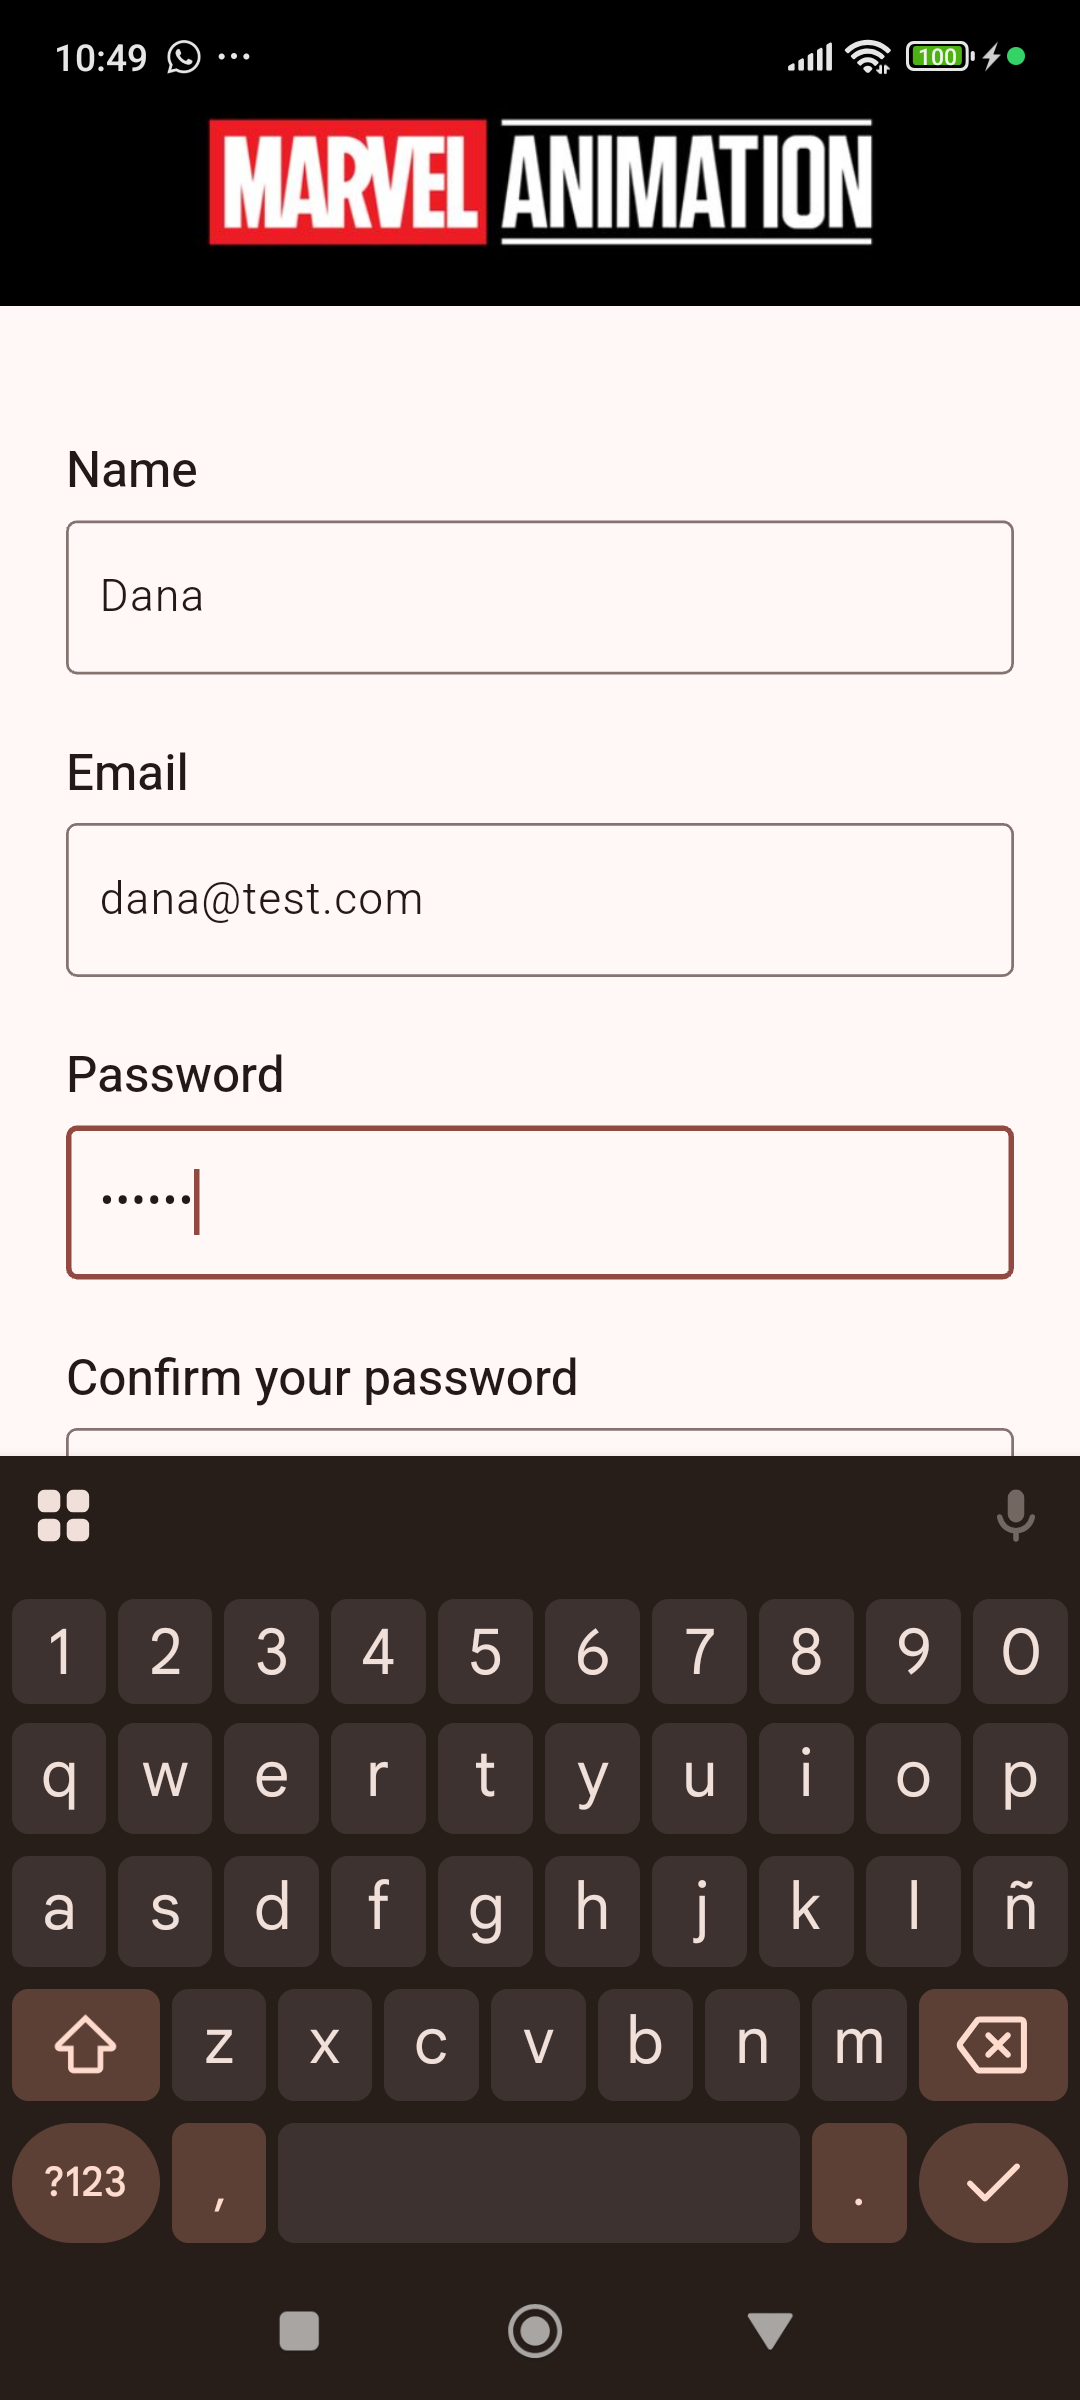 10:49
100
MARVEL ANIMATION
Name
Dana
Email
dana@test.com
Password
••••••
Confirm your password
1 2 3 4 5 6 7 8 9 0
q w e r t y u i o p
a s d f g h j k l ñ
z x c v b n m
?123 , .